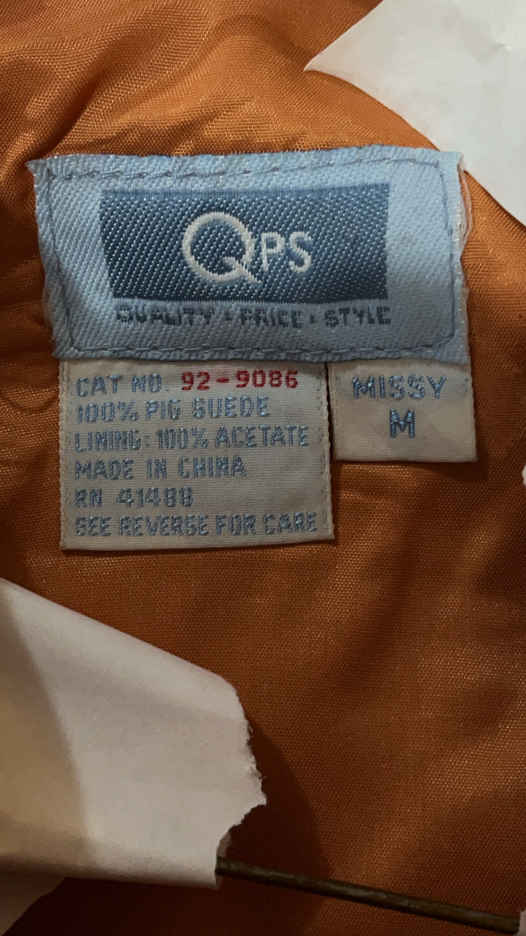 QPS
QUALITY · PRICE · STYLE
CAT NO. 92-9086
100% PIG SUEDE
LINING: 100% ACETATE
MADE IN CHINA
RN 41488
SEE REVERSE FOR CARE
MISSY
M